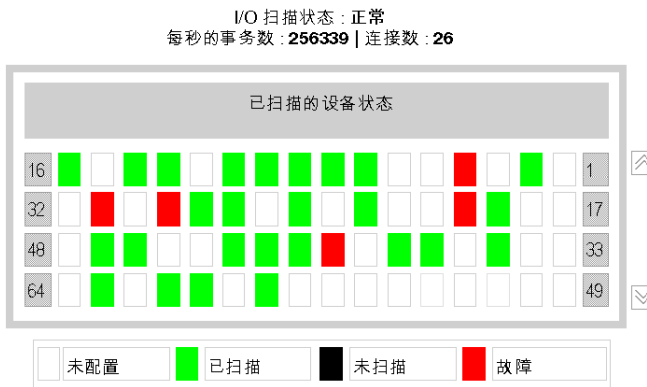 I/O 扫描状态 : 正常
每秒的事务数 : 256339 | 连接数 : 26
已扫描的设备状态
16 1
32 17
48 33
64 49
未配置 已扫描 未扫描 故障